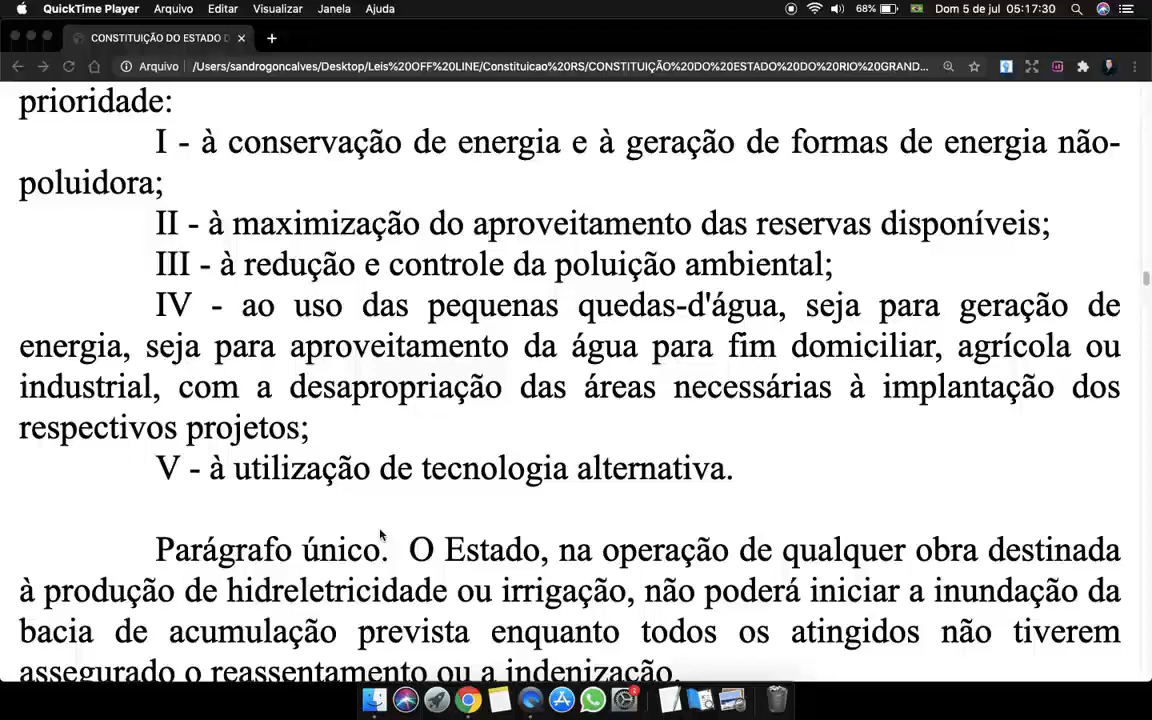 QuickTime Player Arquivo Editar Visualizar Janela Ajuda 68% Dom 5 de jul 05:17:30
CONSTITUIÇÃO DO ESTADO D
Arquivo /Users/sandrogoncalves/Desktop/Leis%20OFF%20LINE/Constituicao%20RS/CONSTITUIÇÃO%20DO%20ESTADO%20DO%20RIO%20GRAND...
prioridade:
I - à conservação de energia e à geração de formas de energia não-
poluidora;
II - à maximização do aproveitamento das reservas disponíveis;
III - à redução e controle da poluição ambiental;
IV - ao uso das pequenas quedas-d'água, seja para geração de
energia, seja para aproveitamento da água para fim domiciliar, agrícola ou
industrial, com a desapropriação das áreas necessárias à implantação dos
respectivos projetos;
V - à utilização de tecnologia alternativa.
Parágrafo único. O Estado, na operação de qualquer obra destinada
à produção de hidreletricidade ou irrigação, não poderá iniciar a inundação da
bacia de acumulação prevista enquanto todos os atingidos não tiverem
assegurado o reassentamento ou a indenização.